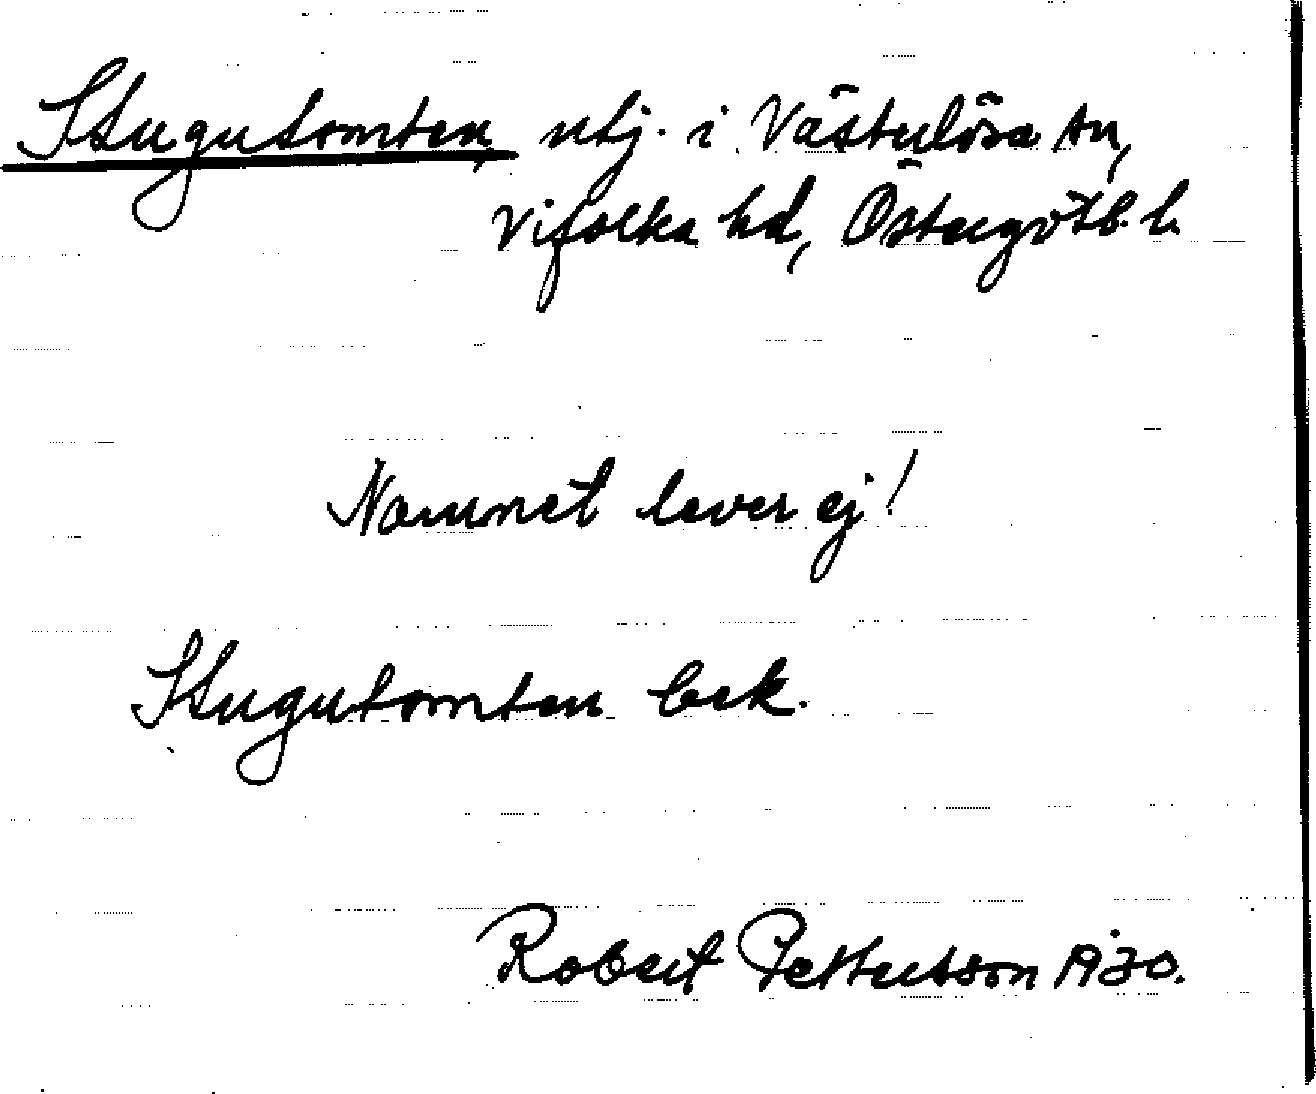 Stugutomten, utj. i Västerlösa sn,
Vifolka hd, Östergötl. l.
Namnet lever ej!
Stugutomten bek.
Robert Pettersson 1930.